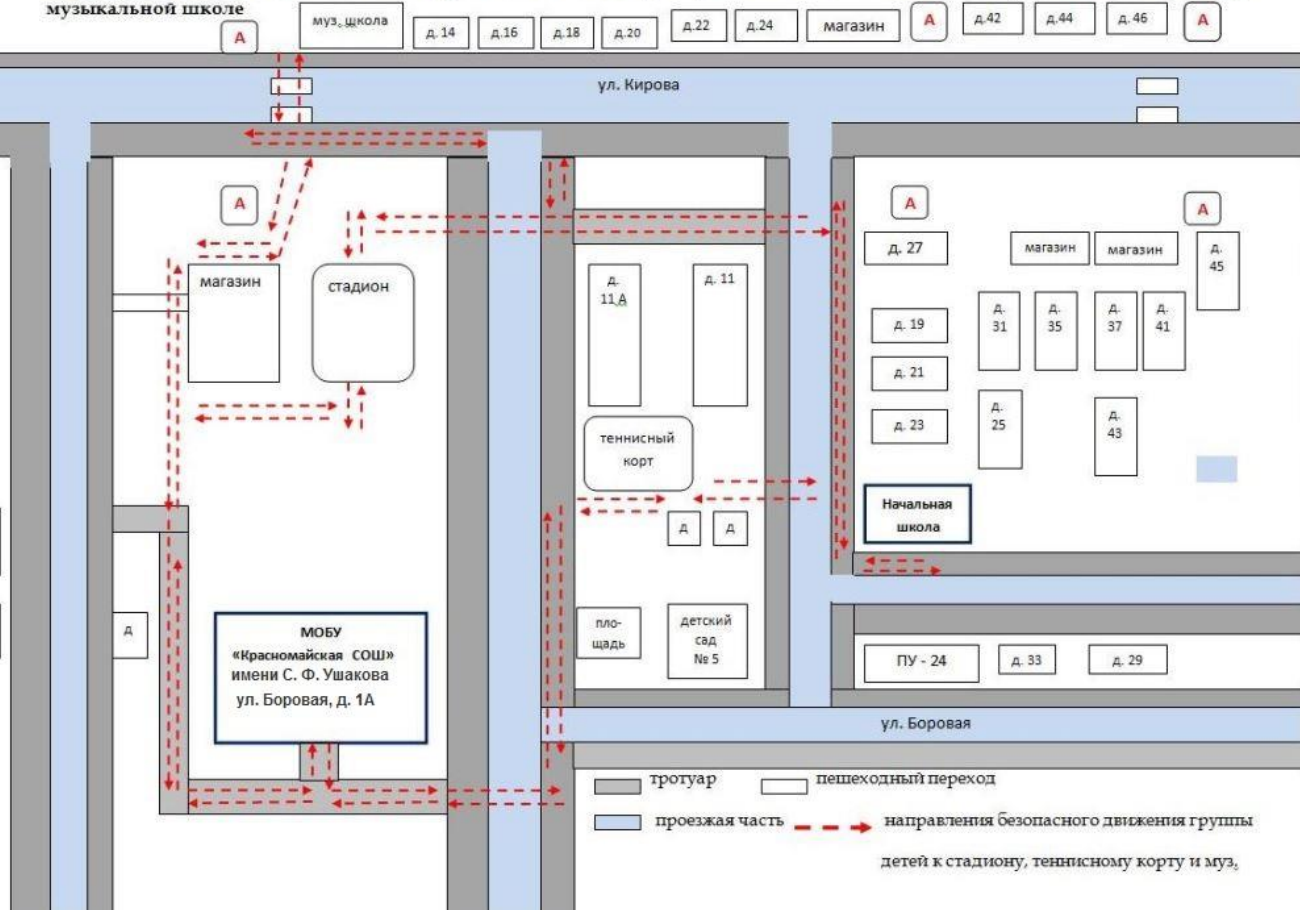 музыкальной школе
А
муз. школа
д. 14
д.16
д.18
д.20
д.22
д.24
магазин
А
д.42
д.44
д.46
А
ул. Кирова
А
магазин
стадион
д.
11 А
д. 11
теннисный
корт
д
д
пло-
щадь
детский
сад
№ 5
А
А
д. 27
магазин
магазин
д.
45
д. 19
д.
31
д.
35
д.
37
д.
41
д. 21
д. 23
д.
25
д.
43
Начальная
школа
д
МОБУ
«Красномайская СОШ»
имени С. Ф. Ушакова
ул. Боровая, д. 1А
ПУ - 24
д. 33
д. 29
ул. Боровая
тротуар
пешеходный переход
проезжая часть
направления безопасного движения группы
детей к стадиону, теннисному корту и муз.